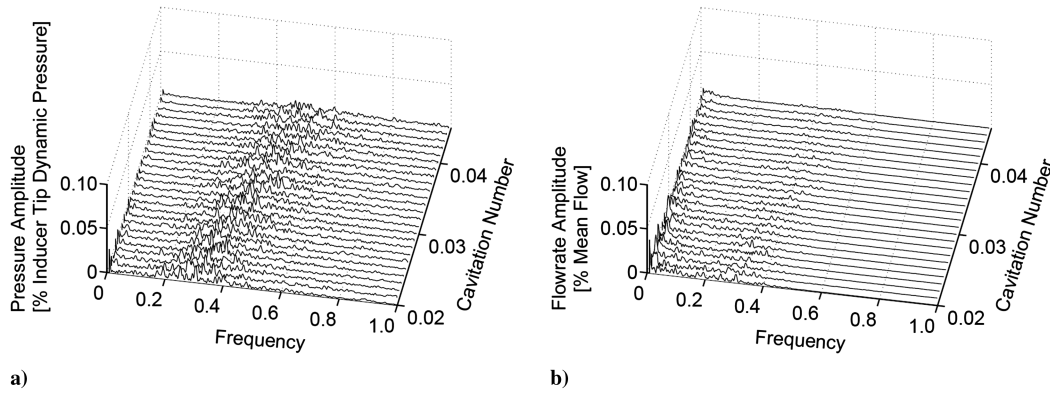 Pressure Amplitude
[% Inducer Tip Dynamic Pressure]
0.10
0.05
0
0
0.2
0.4
0.6
0.8
1.0
Frequency
0.02
0.03
0.04
Cavitation Number
a)
Flowrate Amplitude
[% Mean Flow]
0.10
0.05
0
0
0.2
0.4
0.6
0.8
1.0
Frequency
0.02
0.03
0.04
Cavitation Number
b)